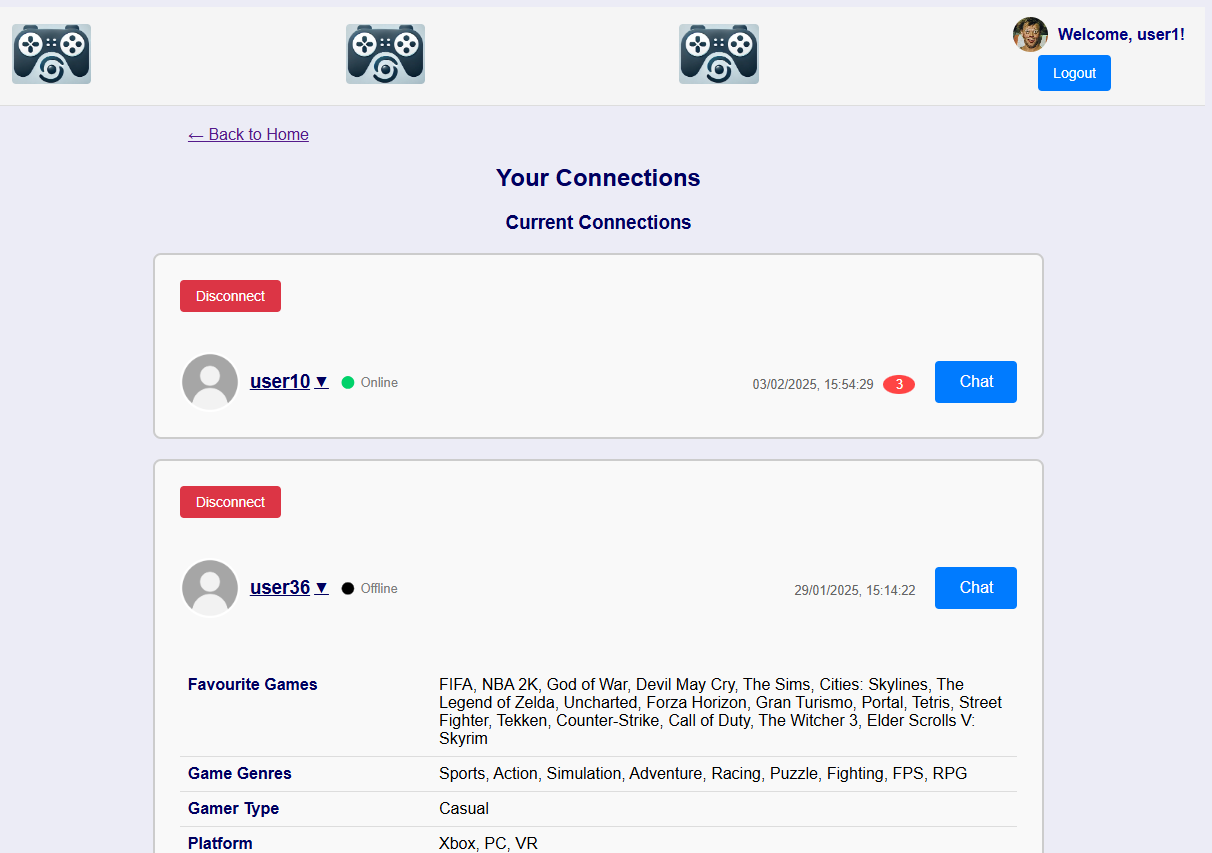 Welcome, user1!
Logout
← Back to Home
Your Connections
Current Connections
Disconnect
user10 ▼ Online 03/02/2025, 15:54:29 3 Chat
Disconnect
user36 ▼ Offline 29/01/2025, 15:14:22 Chat
Favourite Games FIFA, NBA 2K, God of War, Devil May Cry, The Sims, Cities: Skylines, The
Legend of Zelda, Uncharted, Forza Horizon, Gran Turismo, Portal, Tetris, Street
Fighter, Tekken, Counter-Strike, Call of Duty, The Witcher 3, Elder Scrolls V:
Skyrim
Game Genres Sports, Action, Simulation, Adventure, Racing, Puzzle, Fighting, FPS, RPG
Gamer Type Casual
Platform Xbox, PC, VR